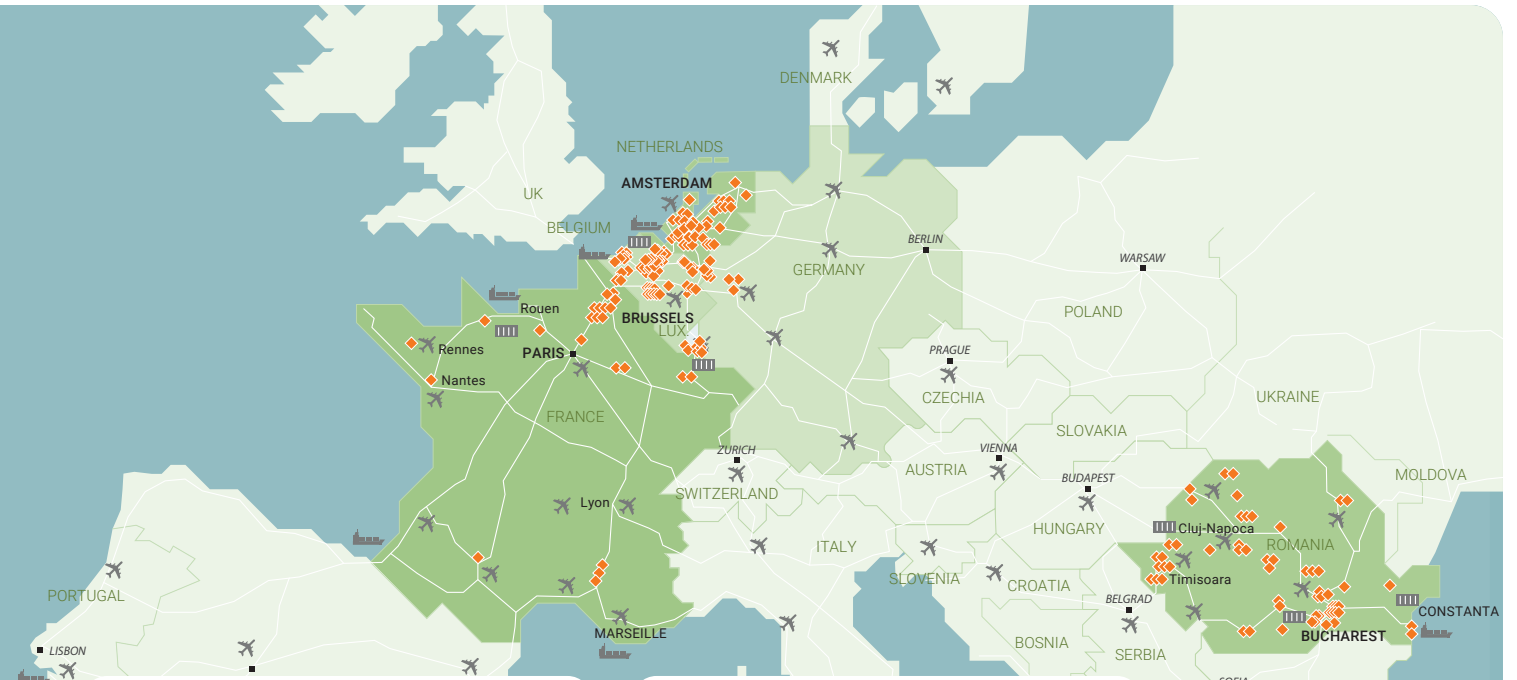 DENMARK
NETHERLANDS
AMSTERDAM
UK
BELGIUM
BERLIN
WARSAW
GERMANY
Rouen
POLAND
BRUSSELS
LUX.
Rennes
PARIS
PRAGUE
Nantes
CZECHIA
UKRAINE
FRANCE
SLOVAKIA
ZURICH
VIENNA
AUSTRIA
MOLDOVA
BUDAPEST
SWITZERLAND
Lyon
HUNGARY
Cluj-Napoca
ITALY
ROMANIA
SLOVENIA
Timisoara
CROATIA
PORTUGAL
BELGRAD
CONSTANTA
MARSEILLE
BUCHAREST
BOSNIA
LISBON
SERBIA
SOFIA